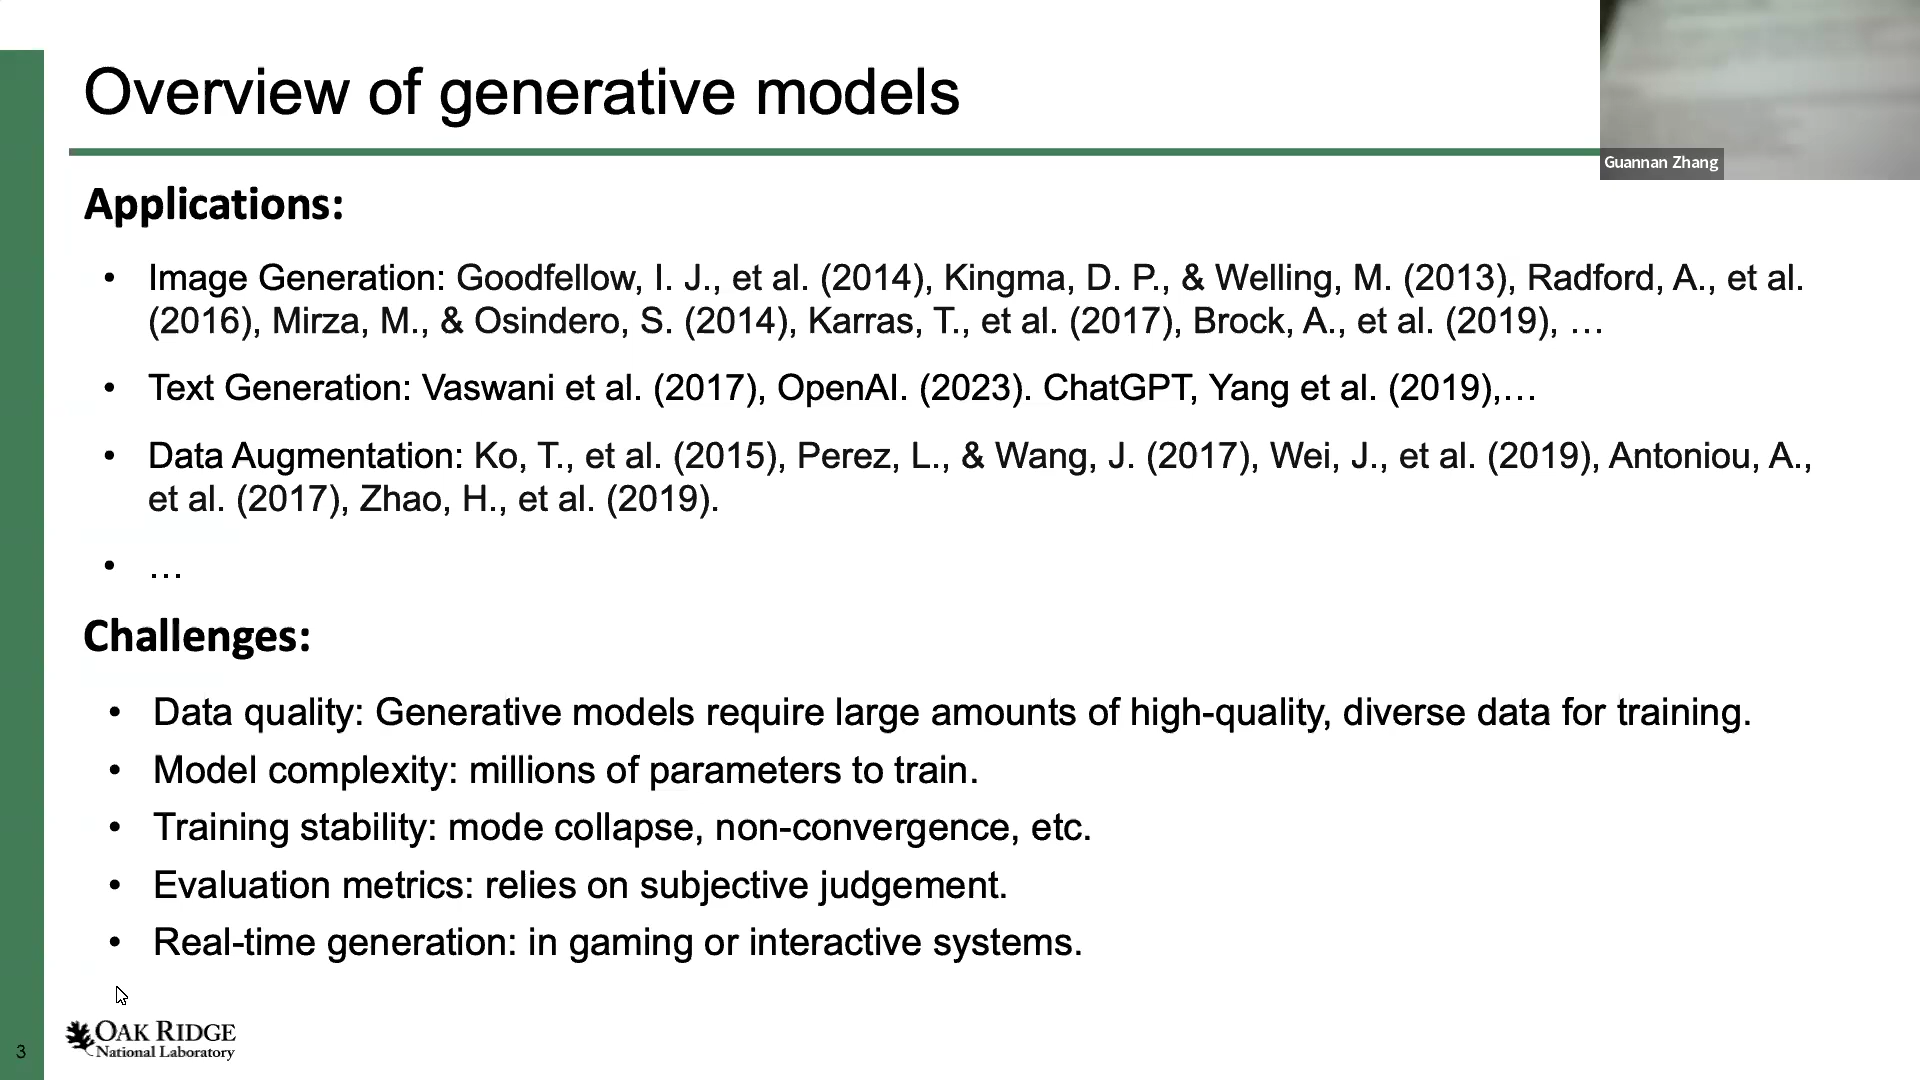 Overview of generative models
Guannan Zhang
Applications:
• Image Generation: Goodfellow, I. J., et al. (2014), Kingma, D. P., & Welling, M. (2013), Radford, A., et al.
(2016), Mirza, M., & Osindero, S. (2014), Karras, T., et al. (2017), Brock, A., et al. (2019), …
• Text Generation: Vaswani et al. (2017), OpenAI. (2023). ChatGPT, Yang et al. (2019),…
• Data Augmentation: Ko, T., et al. (2015), Perez, L., & Wang, J. (2017), Wei, J., et al. (2019), Antoniou, A.,
et al. (2017), Zhao, H., et al. (2019).
• …
Challenges:
• Data quality: Generative models require large amounts of high-quality, diverse data for training.
• Model complexity: millions of parameters to train.
• Training stability: mode collapse, non-convergence, etc.
• Evaluation metrics: relies on subjective judgement.
• Real-time generation: in gaming or interactive systems.
OAK RIDGE
National Laboratory
3